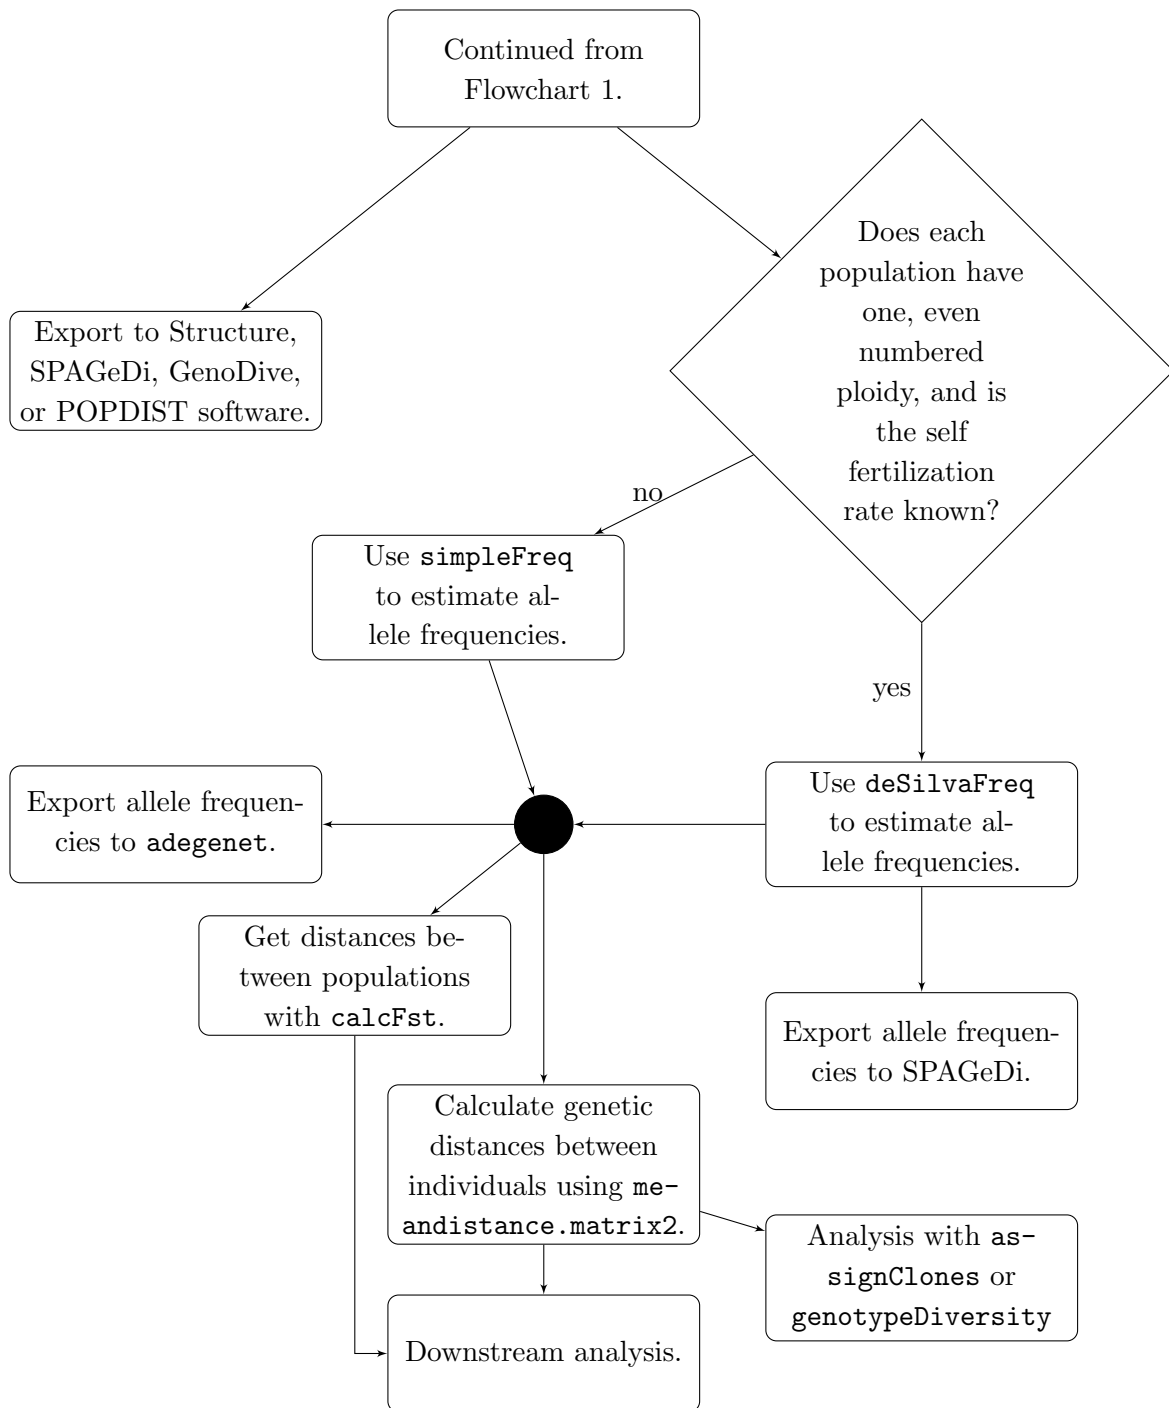 Continued from
Flowchart 1.
Does each
population have
one, even
numbered
ploidy, and is
the self
fertilization
rate known?
Export to Structure,
SPAGeDi, GenoDive,
or POPDIST software.
no
Use simpleFreq
to estimate al-
lele frequencies.
yes
Export allele frequen-
cies to adegenet.
Use deSilvaFreq
to estimate al-
lele frequencies.
Get distances be-
tween populations
with calcFst.
Export allele frequen-
cies to SPAGeDi.
Calculate genetic
distances between
individuals using me-
andistance.matrix2.
Analysis with as-
signClones or
genotypeDiversity
Downstream analysis.